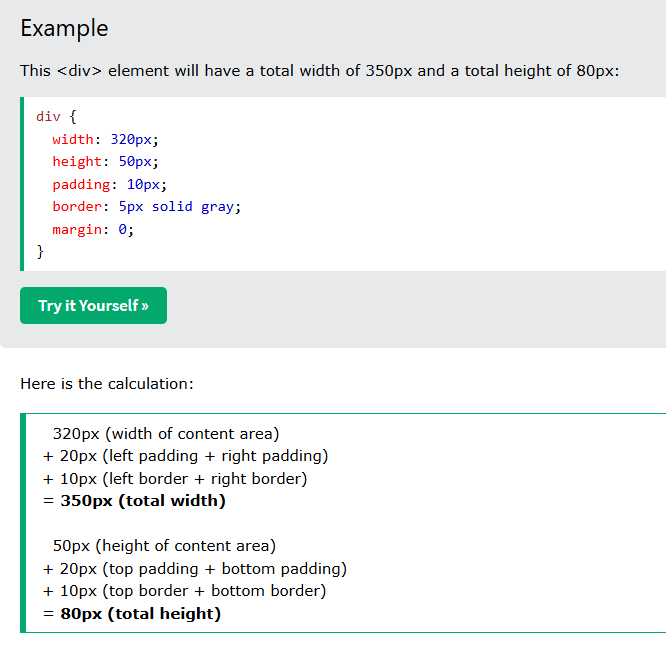 Example
This <div> element will have a total width of 350px and a total height of 80px:
div {
  width: 320px;
  height: 50px;
  padding: 10px;
  border: 5px solid gray;
  margin: 0;
}
Try it Yourself »
Here is the calculation:
320px (width of content area)
+ 20px (left padding + right padding)
+ 10px (left border + right border)
= 350px (total width)
50px (height of content area)
+ 20px (top padding + bottom padding)
+ 10px (top border + bottom border)
= 80px (total height)